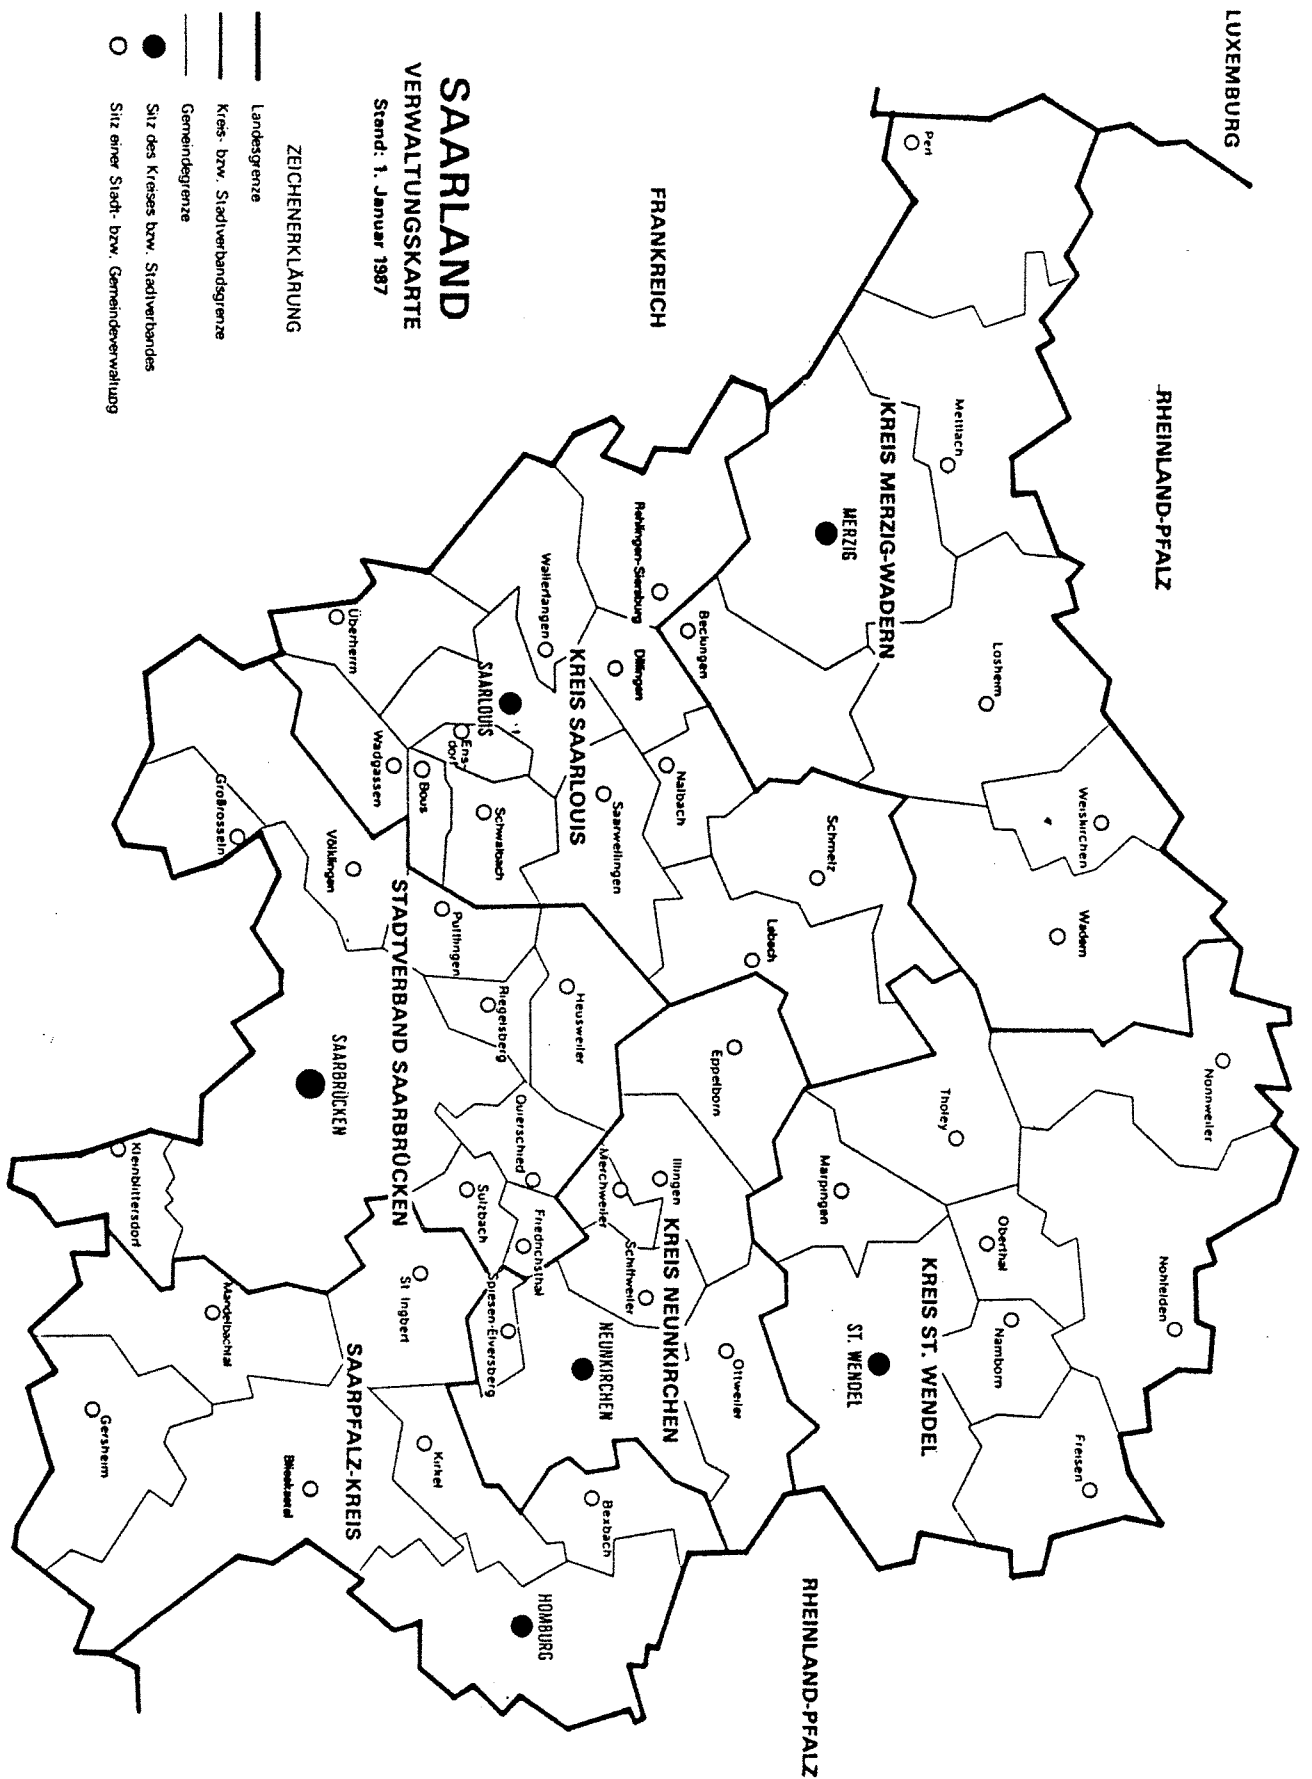 LUXEMBURG
RHEINLAND-PFALZ
FRANKREICH
RHEINLAND-PFALZ
SAARLAND
VERWALTUNGSKARTE
Stand: 1. Januar 1987
ZEICHENERKLÄRUNG
Landesgrenze
Kreis- bzw. Stadtverbandsgrenze
Gemeindegrenze
Sitz des Kreises bzw. Stadtverbandes
Sitz einer Stadt- bzw. Gemeindeverwaltung
KREIS MERZIG-WADERN
Perl
Mettlach
MERZIG
Losheim
Weiskirchen
Wadern
Beckingen
KREIS SAARLOUIS
Rehlingen-Siersburg
Wallerfangen
Dillingen
Überherrn
SAARLOUIS
Ens-
dorf
Wadgassen
Bous
Schwalbach
Saarwellingen
Nalbach
Schmelz
Lebach
STADTVERBAND SAARBRÜCKEN
Großrosseln
Völklingen
Püttlingen
Riegelsberg
Heusweiler
SAARBRÜCKEN
Quierschied
Sulzbach
Friedrichsthal
Kleinblittersdorf
KREIS NEUNKIRCHEN
Eppelborn
Illingen
Merchweiler
Schiffweiler
Spiesen-Elversberg
NEUNKIRCHEN
Ottweiler
KREIS ST. WENDEL
Nonnweiler
Tholey
Marpingen
Oberthal
Nohfelden
Namborn
ST. WENDEL
Freisen
SAARPFALZ-KREIS
St Ingbert
Mandelbachtal
Gersheim
Blieskastel
Kirkel
Bexbach
HOMBURG